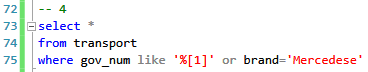 72 -- 4
73 select *
74 from transport
75 where gov_num like '%[1]' or brand='Mercedese'